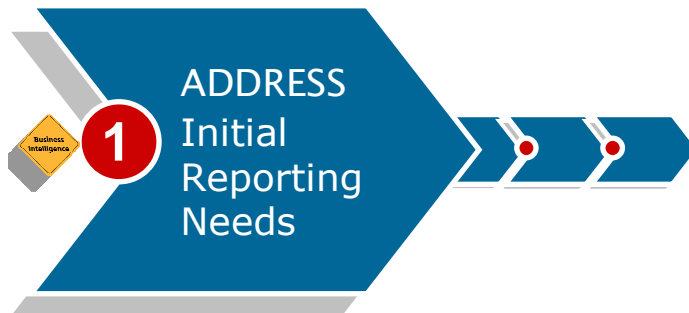 Business
Intelligence
1
ADDRESS
Initial
Reporting
Needs